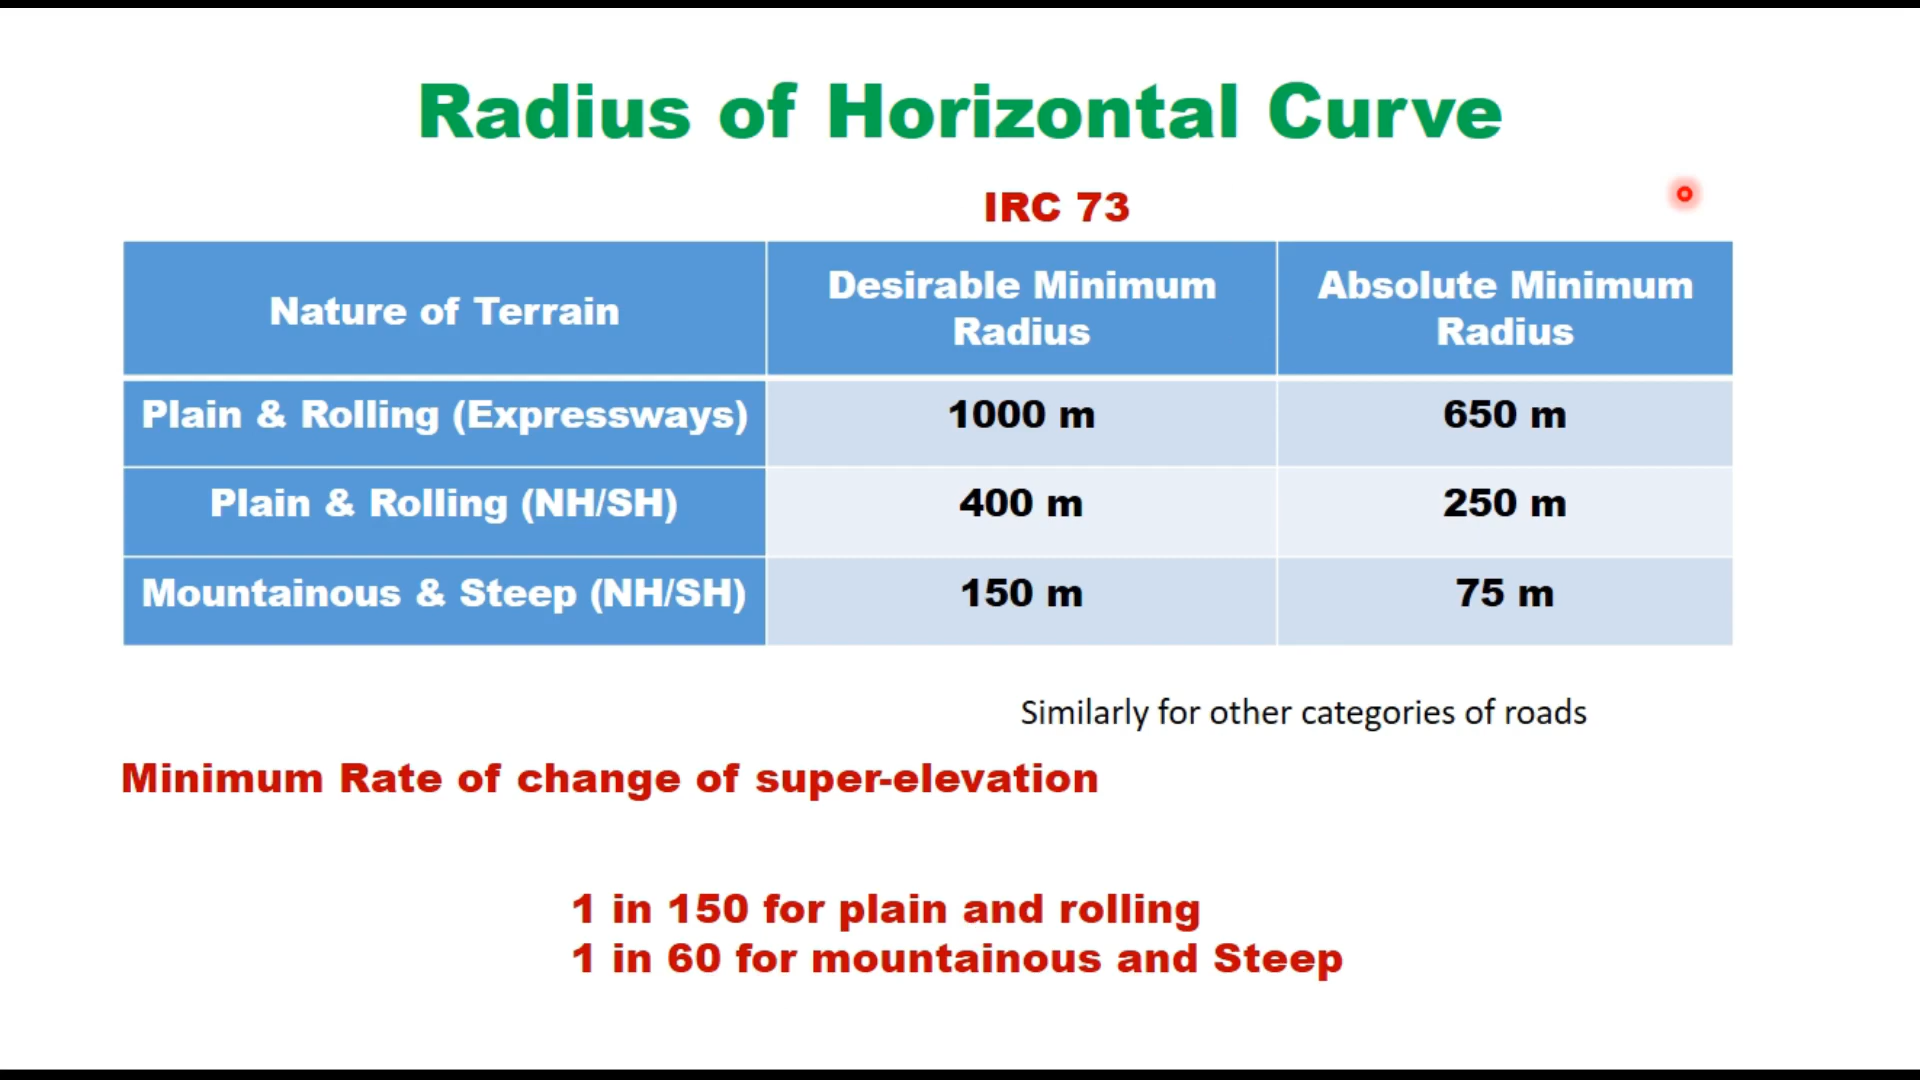 Radius of Horizontal Curve
IRC 73
Nature of Terrain
Desirable Minimum
Radius
Absolute Minimum
Radius
Plain & Rolling (Expressways)
1000 m
650 m
Plain & Rolling (NH/SH)
400 m
250 m
Mountainous & Steep (NH/SH)
150 m
75 m
Similarly for other categories of roads
Minimum Rate of change of super-elevation
1 in 150 for plain and rolling
1 in 60 for mountainous and Steep